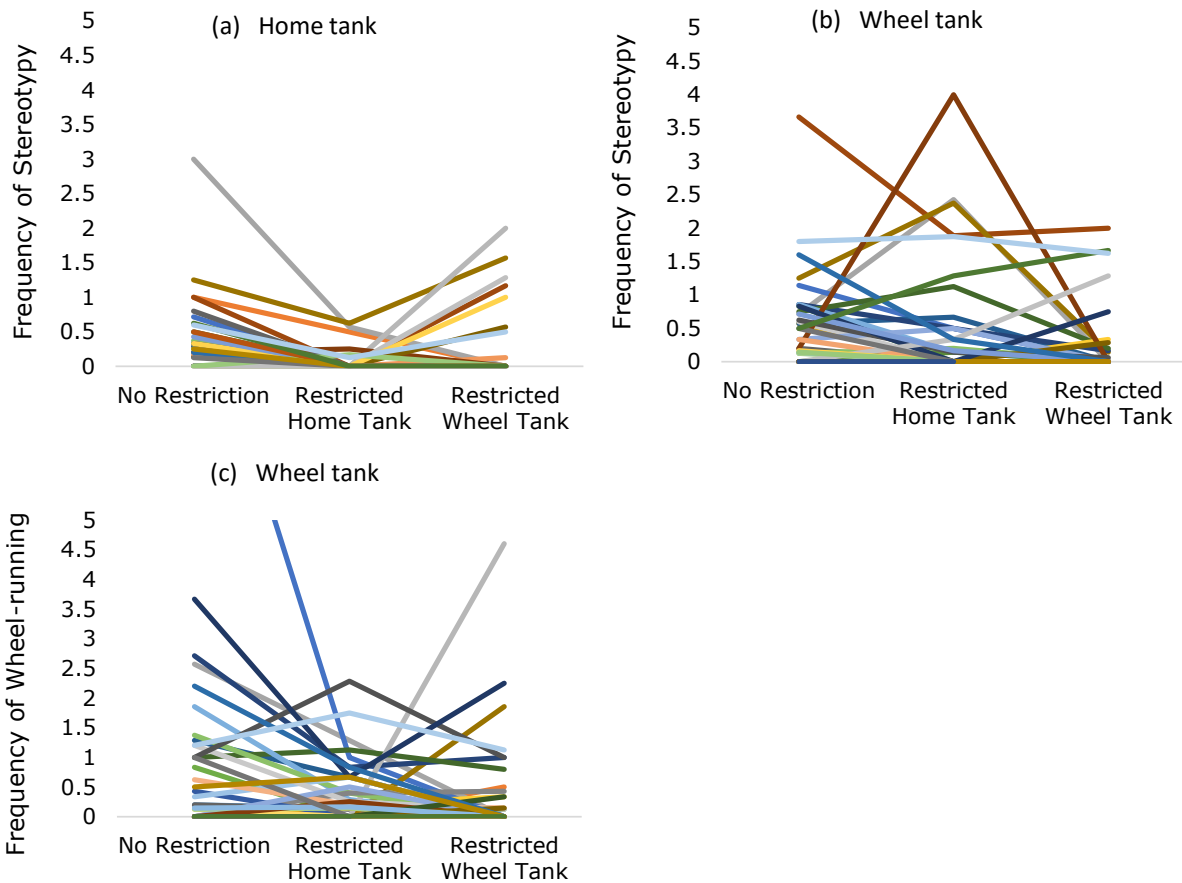 (a) Home tank
Frequency of Stereotypy
5
4.5
4
3.5
3
2.5
2
1.5
1
0.5
0
No Restriction
Restricted
Home Tank
Restricted
Wheel Tank
(b) Wheel tank
Frequency of Stereotypy
5
4.5
4
3.5
3
2.5
2
1.5
1
0.5
0
No Restriction
Restricted
Home Tank
Restricted
Wheel Tank
(c) Wheel tank
Frequency of Wheel-running
5
4.5
4
3.5
3
2.5
2
1.5
1
0.5
0
No Restriction
Restricted
Home Tank
Restricted
Wheel Tank